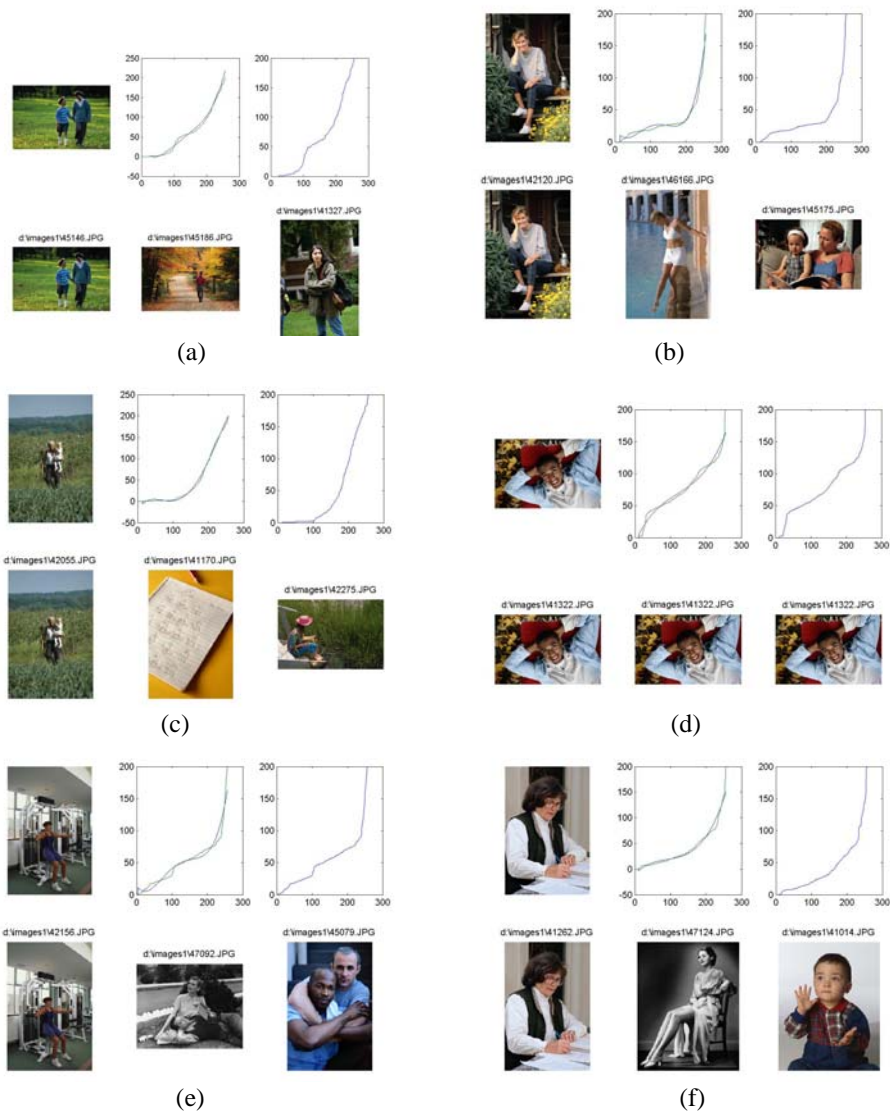 250
200
150
100
50
0
-50
0 100 200 300
250
200
150
100
50
0
0 100 200 300
d:\images1\45146.JPG
d:\images1\45186.JPG
d:\images1\41327.JPG
(a)
200
150
100
50
0
0 100 200 300
200
150
100
50
0
0 100 200 300
d:\images1\42120.JPG
d:\images1\46166.JPG
d:\images1\45175.JPG
(b)
250
200
150
100
50
0
-50
0 100 200 300
200
150
100
50
0
0 100 200 300
d:\images1\42055.JPG
d:\images1\41170.JPG
d:\images1\42275.JPG
(c)
200
150
100
50
0
0 100 200 300
200
150
100
50
0
0 100 200 300
d:\images1\41322.JPG
d:\images1\41322.JPG
d:\images1\41322.JPG
(d)
200
150
100
50
0
0 100 200 300
200
150
100
50
0
0 100 200 300
d:\images1\42156.JPG
d:\images1\47092.JPG
d:\images1\45079.JPG
(e)
200
150
100
50
0
-50
0 100 200 300
200
150
100
50
0
0 100 200 300
d:\images1\41262.JPG
d:\images1\47124.JPG
d:\images1\41014.JPG
(f)